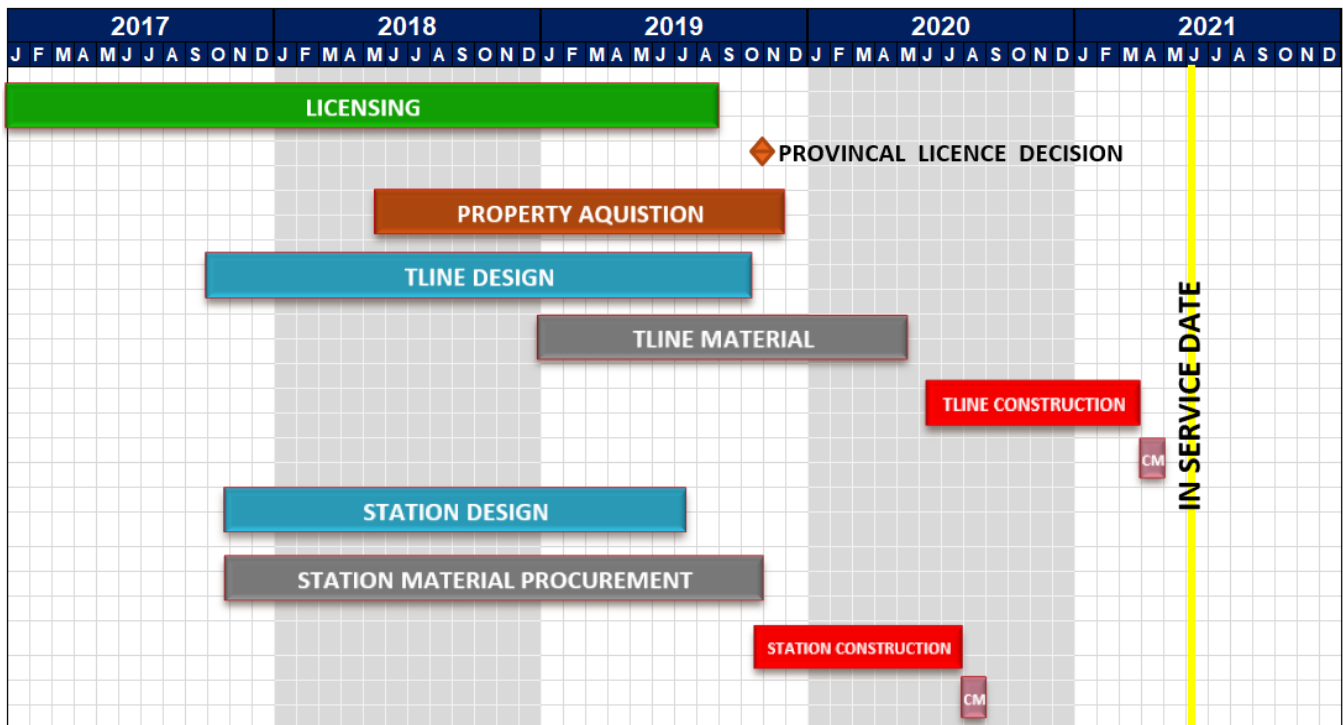 2017 2018 2019 2020 2021
J F M A M J J A S O N D J F M A M J J A S O N D J F M A M J J A S O N D J F M A M J J A S O N D J F M A M J J A S O N D
LICENSING
PROVINCAL LICENCE DECISION
PROPERTY AQUISTION
TLINE DESIGN
TLINE MATERIAL
TLINE CONSTRUCTION
CM
IN SERVICE DATE
STATION DESIGN
STATION MATERIAL PROCUREMENT
STATION CONSTRUCTION
CM